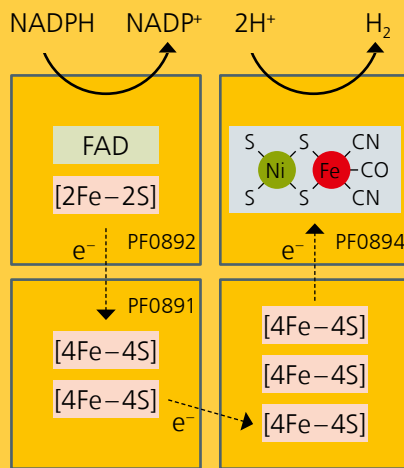 NADPH NADP⁺ 2H⁺ H₂
FAD
[2Fe–2S]
e⁻ PF0892
S S CN
Ni Fe CO
S S CN
e⁻ PF0894
PF0891
[4Fe–4S]
[4Fe–4S]
e⁻
[4Fe–4S]
[4Fe–4S]
[4Fe–4S]